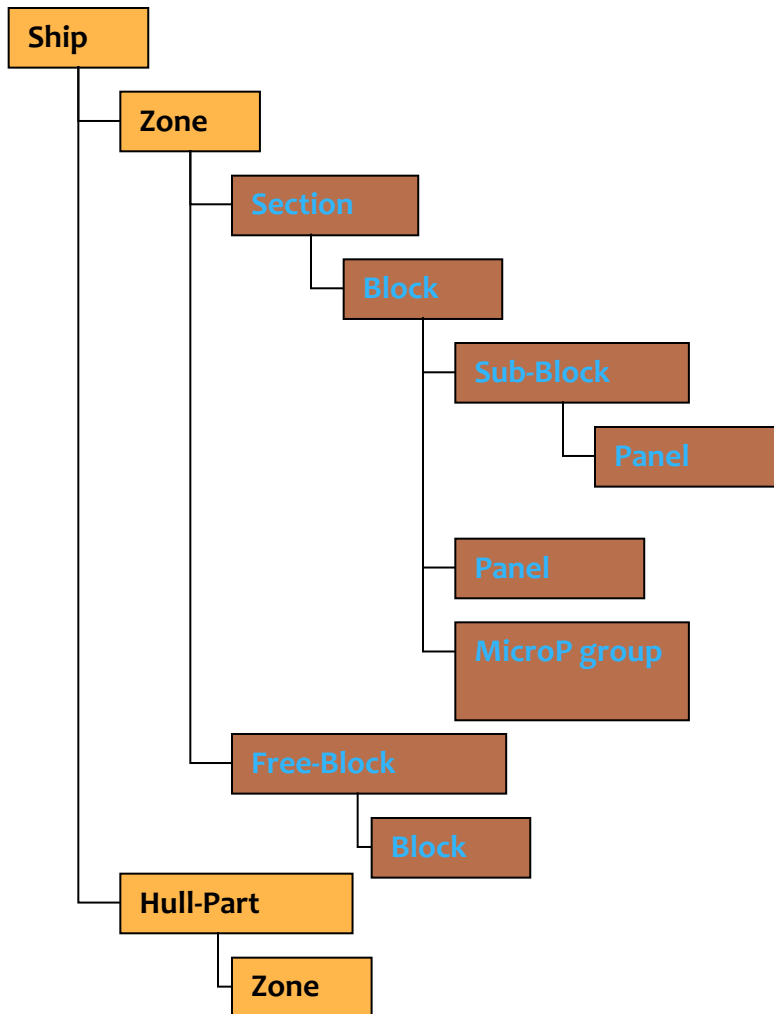 Ship
Zone
Section
Block
Sub-Block
Panel
Panel
MicroP group
Free-Block
Block
Hull-Part
Zone